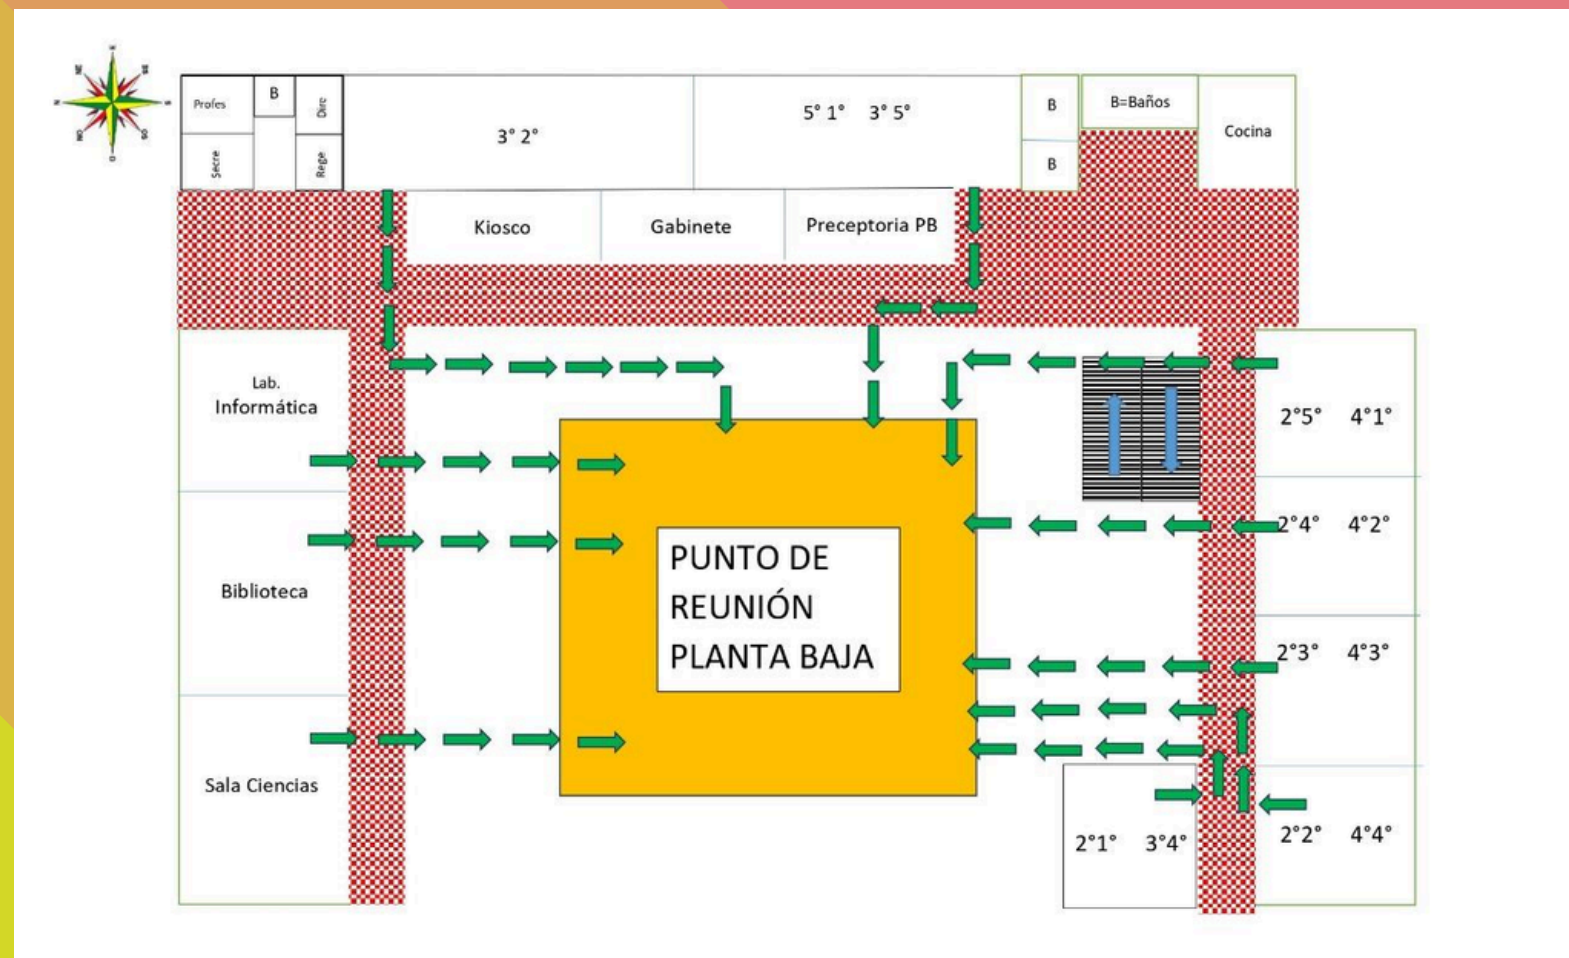 Profes
B
Dire
Secre
Rege
3° 2°
5° 1° 3° 5°
B
B
B=Baños
Cocina
Kiosco
Gabinete
Preceptoria PB
Lab.
Informática
Biblioteca
Sala Ciencias
PUNTO DE
REUNIÓN
PLANTA BAJA
2°5° 4°1°
2°4° 4°2°
2°3° 4°3°
2°1° 3°4°
2°2° 4°4°